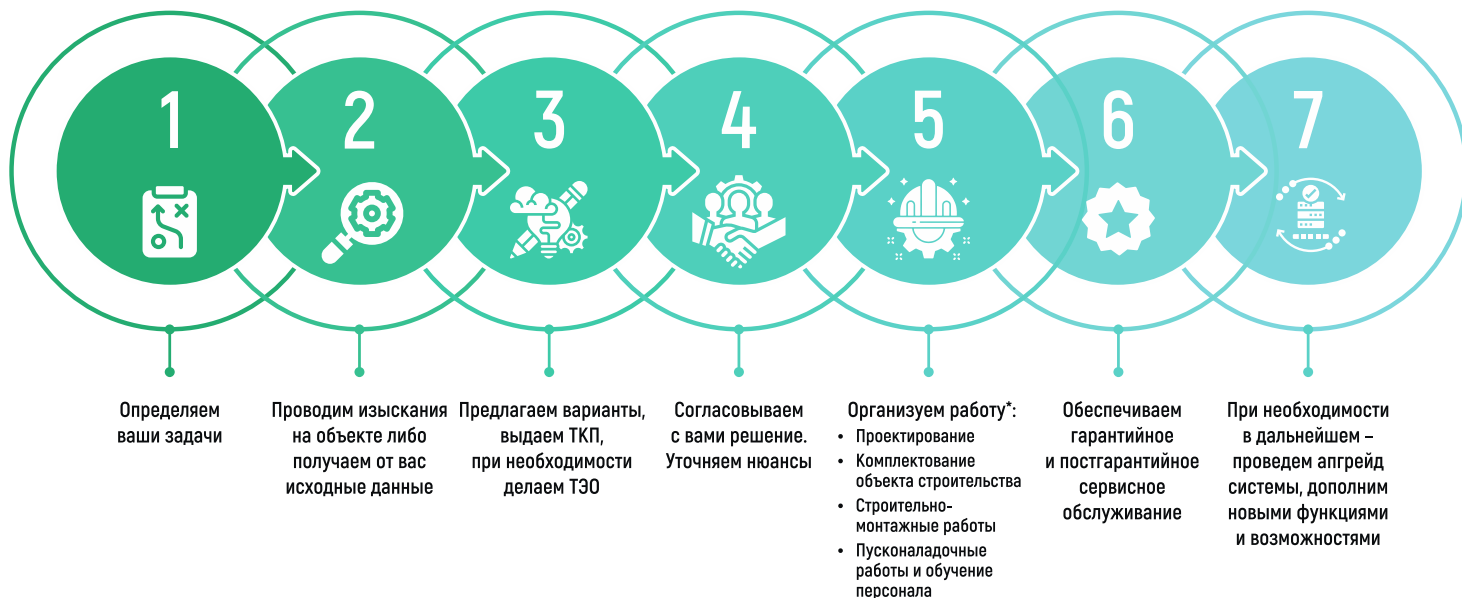 1
2
3
4
5
6
7
Определяем
ваши задачи
Проводим изыскания
на объекте либо
получаем от вас
исходные данные
Предлагаем варианты,
выдаем ТКП,
при необходимости
делаем ТЭО
Согласовываем
с вами решение.
Уточняем нюансы
Организуем работу*:
• Проектирование
• Комплектование
объекта строительства
• Строительно-
монтажные работы
• Пусконаладочные
работы и обучение
персонала
Обеспечиваем
гарантийное
и постгарантийное
сервисное
обслуживание
При необходимости
в дальнейшем –
проведем апгрейд
системы, дополним
новыми функциями
и возможностями